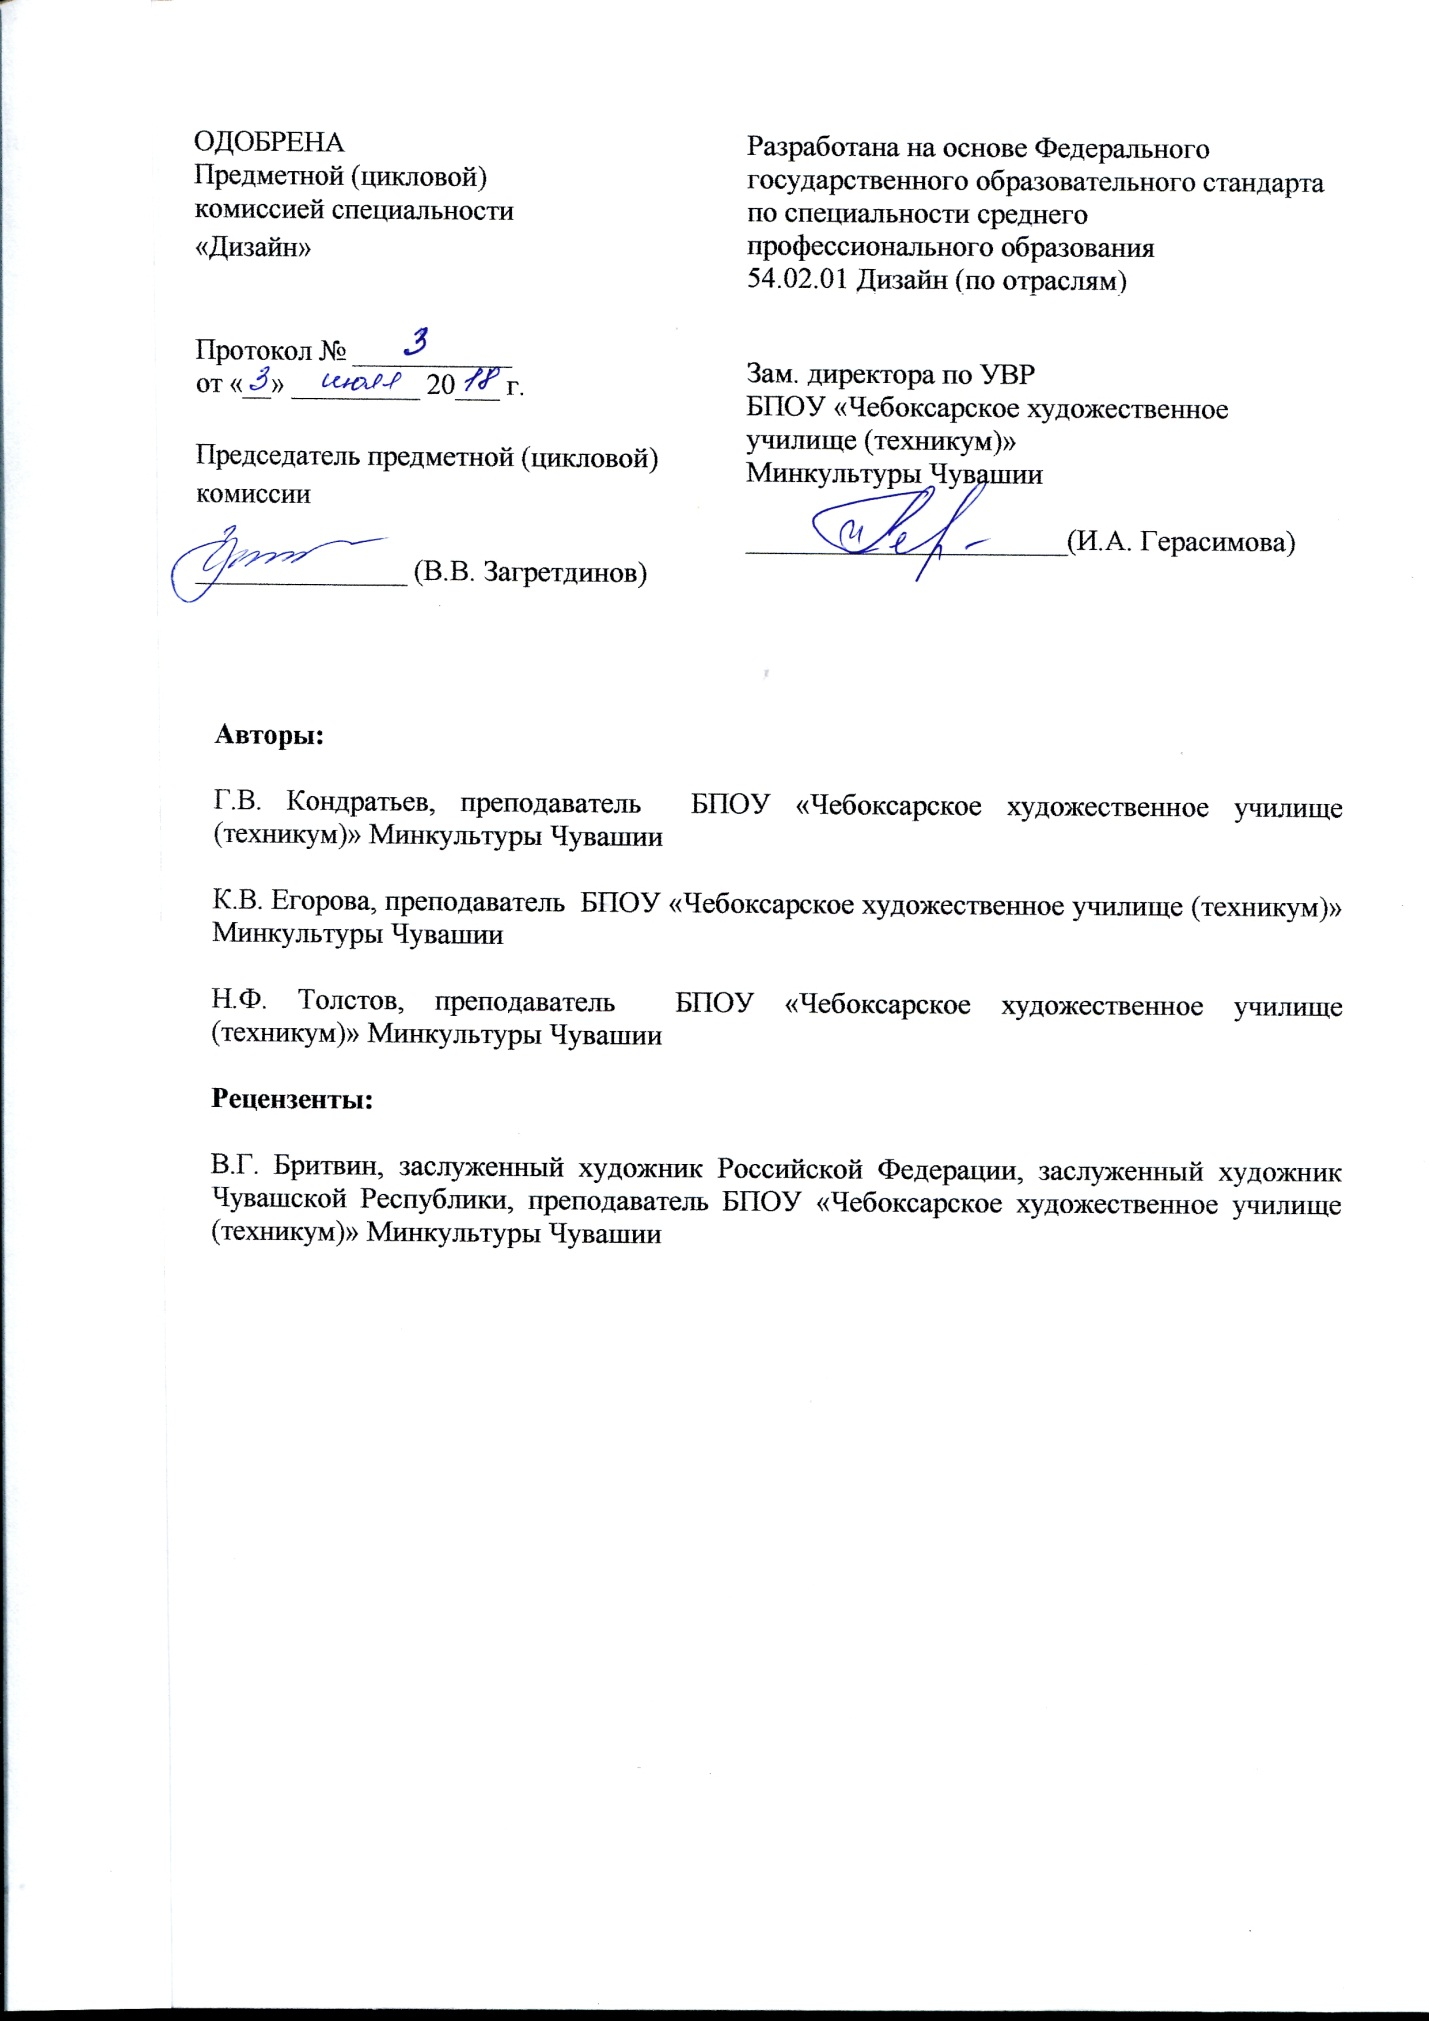 ОДОБРЕНА
Предметной (цикловой)
комиссией специальности
«Дизайн»
Протокол № 3
от «3» июля 2018 г.
Председатель предметной (цикловой)
комиссии
(В.В. Загретдинов)
Разработана на основе Федерального
государственного образовательного стандарта
по специальности среднего
профессионального образования
54.02.01 Дизайн (по отраслям)
Зам. директора по УВР
БПОУ «Чебоксарское художественное
училище (техникум)»
Минкультуры Чувашии
(И.А. Герасимова)
Авторы:
Г.В. Кондратьев, преподаватель БПОУ «Чебоксарское художественное училище
(техникум)» Минкультуры Чувашии
К.В. Егорова, преподаватель БПОУ «Чебоксарское художественное училище (техникум)»
Минкультуры Чувашии
Н.Ф. Толстов, преподаватель БПОУ «Чебоксарское художественное училище
(техникум)» Минкультуры Чувашии
Рецензенты:
В.Г. Бритвин, заслуженный художник Российской Федерации, заслуженный художник
Чувашской Республики, преподаватель БПОУ «Чебоксарское художественное училище
(техникум)» Минкультуры Чувашии